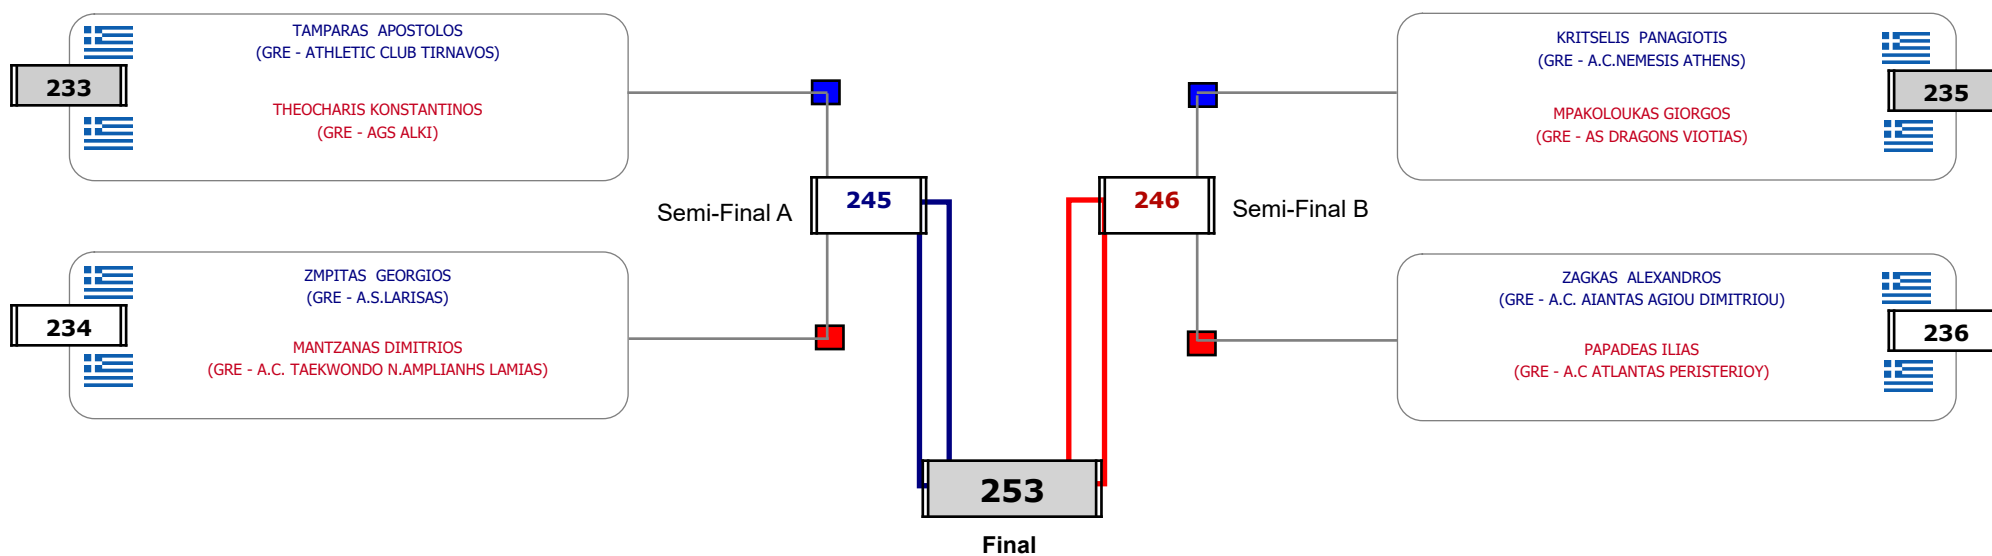 TAMPARAS APOSTOLOS
(GRE - ATHLETIC CLUB TIRNAVOS)
233
THEOCHARIS KONSTANTINOS
(GRE - AGS ALKI)
ZMPITAS GEORGIOS
(GRE - A.S.LARISAS)
234
MANTZANAS DIMITRIOS
(GRE - A.C. TAEKWONDO N.AMPLIANHS LAMIAS)
Semi-Final A
245
246
Semi-Final B
KRITSELIS PANAGIOTIS
(GRE - A.C.NEMESIS ATHENS)
235
MPAKOLOUKAS GIORGOS
(GRE - AS DRAGONS VIOTIAS)
ZAGKAS ALEXANDROS
(GRE - A.C. AIANTAS AGIOU DIMITRIOU)
236
PAPADEAS ILIAS
(GRE - A.C ATLANTAS PERISTERIOY)
253
Final